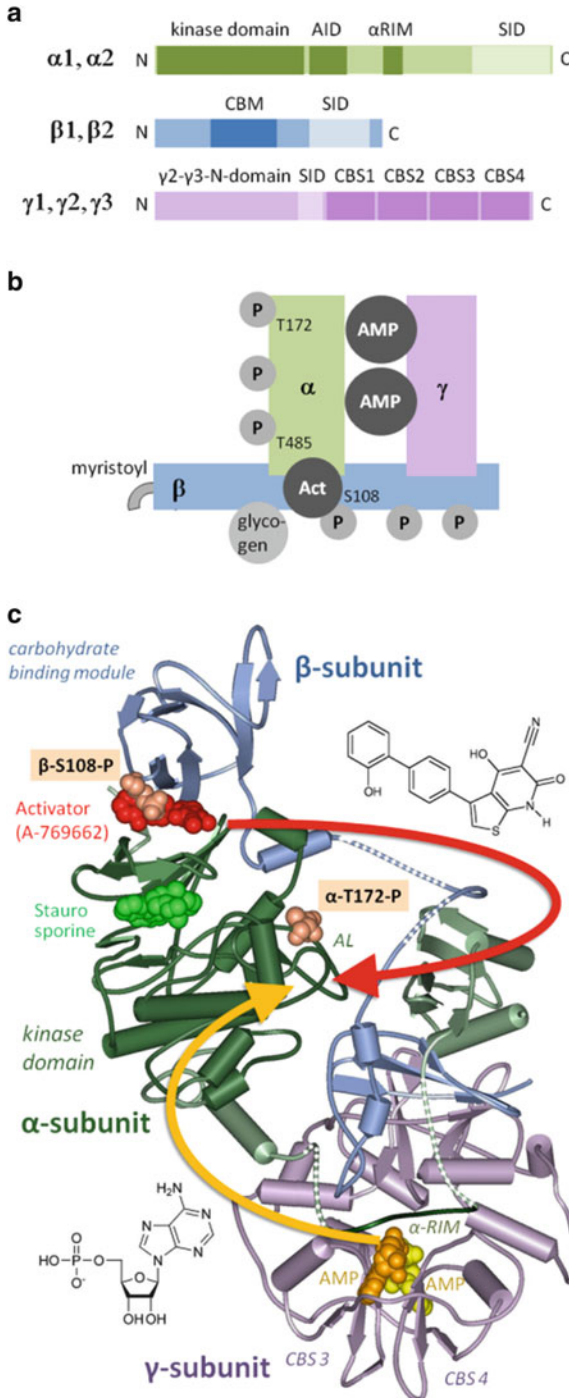 a
kinase domain AID αRIM SID
α1, α2 N C
CBM SID
β1, β2 N C
γ2-γ3-N-domain SID CBS1 CBS2 CBS3 CBS4
γ1, γ2, γ3 N C
b
P T172 AMP
P α AMP γ
P T485
myristoyl
β Act S108
glyco-
gen P P P
c
carbohydrate
binding module
β-subunit
β-S108-P
Activator
(A-769662)
α-T172-P
Stauro
sporine
AL
kinase
domain
α-subunit
OH
N
OH
O
S
N
H
NH2
N
N
N
N
O
HO
P
O
O-
O
OH
OH
α-RIM
AMP AMP
γ-subunit
CBS 3
CBS 4